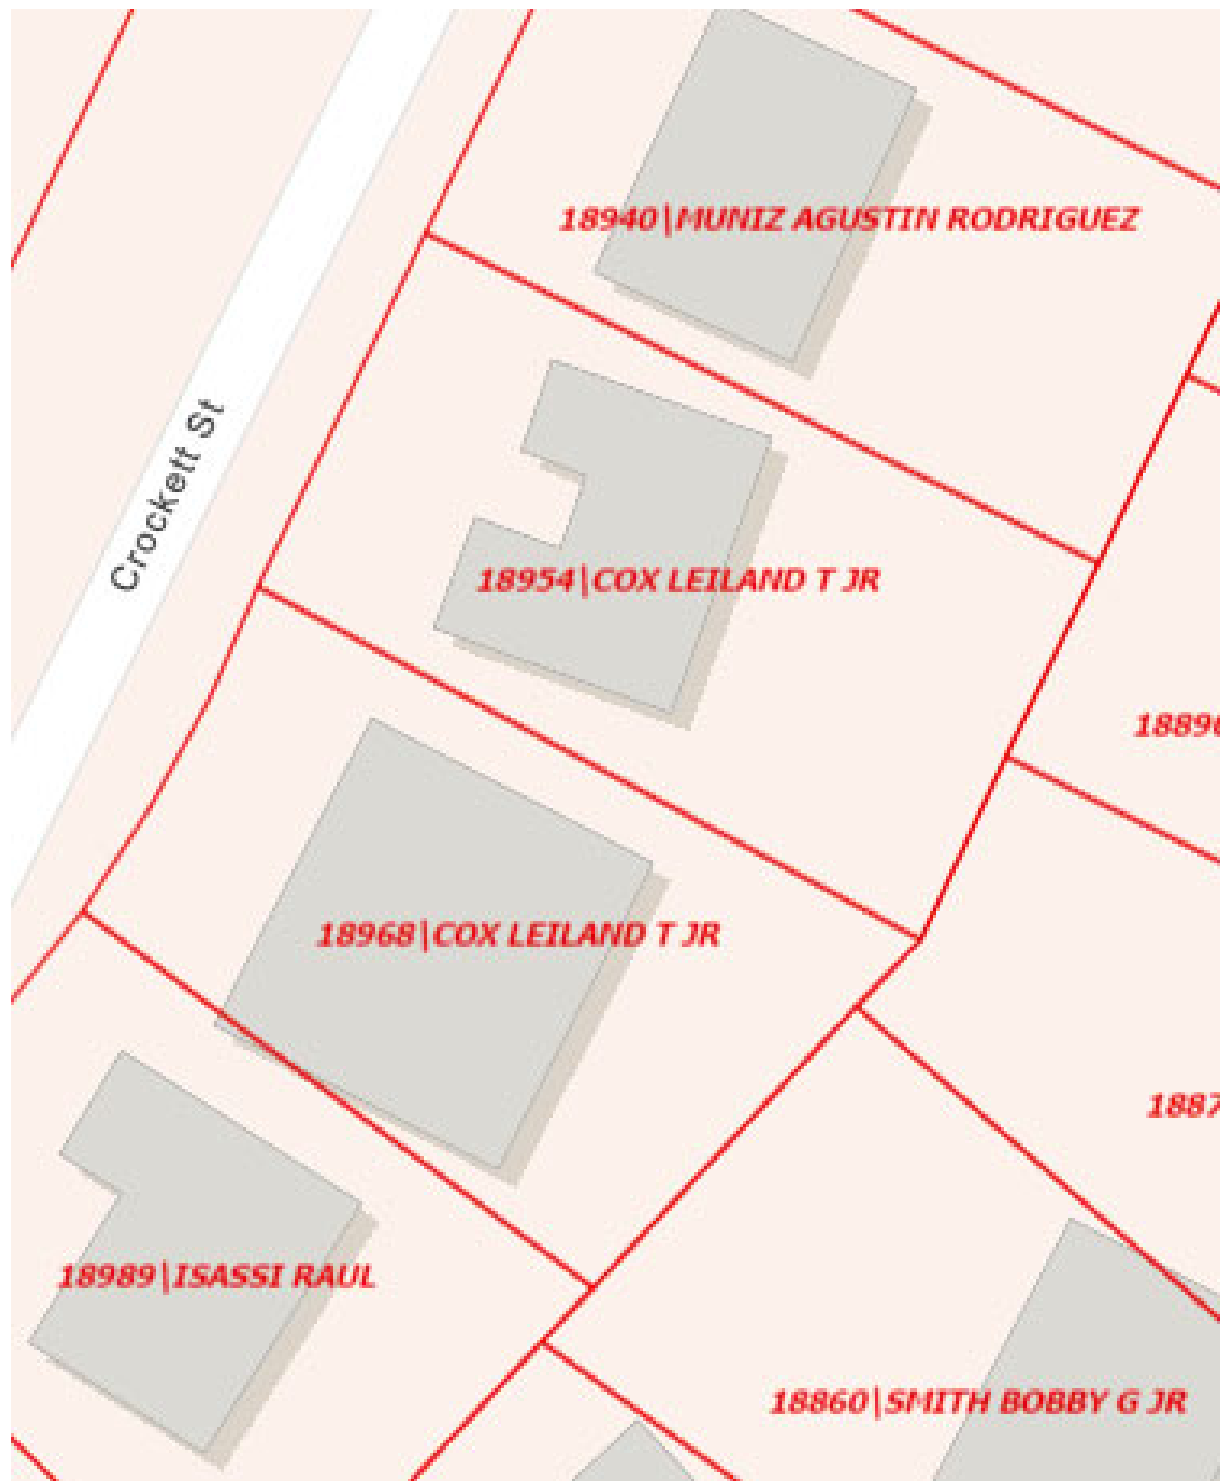 18940|MUNIZ AGUSTIN RODRIGUEZ
Crockett St
18954|COX LEILAND T JR
18968|COX LEILAND T JR
1887
18989|ISASSI RAUL
18860|SMITH BOBBY G JR